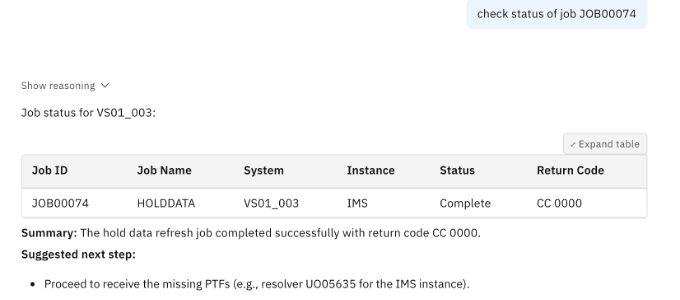 check status of job JOB00074
Show reasoning
Job status for VS01_003:
Expand table
Job ID Job Name System Instance Status Return Code
JOB00074 HOLDDATA VS01_003 IMS Complete CC 0000
Summary: The hold data refresh job completed successfully with return code CC 0000.
Suggested next step:
• Proceed to receive the missing PTFs (e.g., resolver UO05635 for the IMS instance).